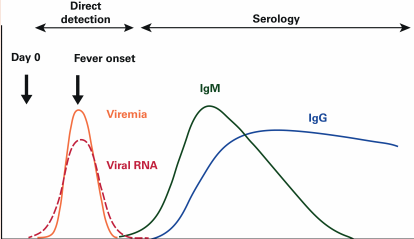 Direct
detection
Serology
Day 0
Fever onset
IgM
Viremia
IgG
Viral RNA